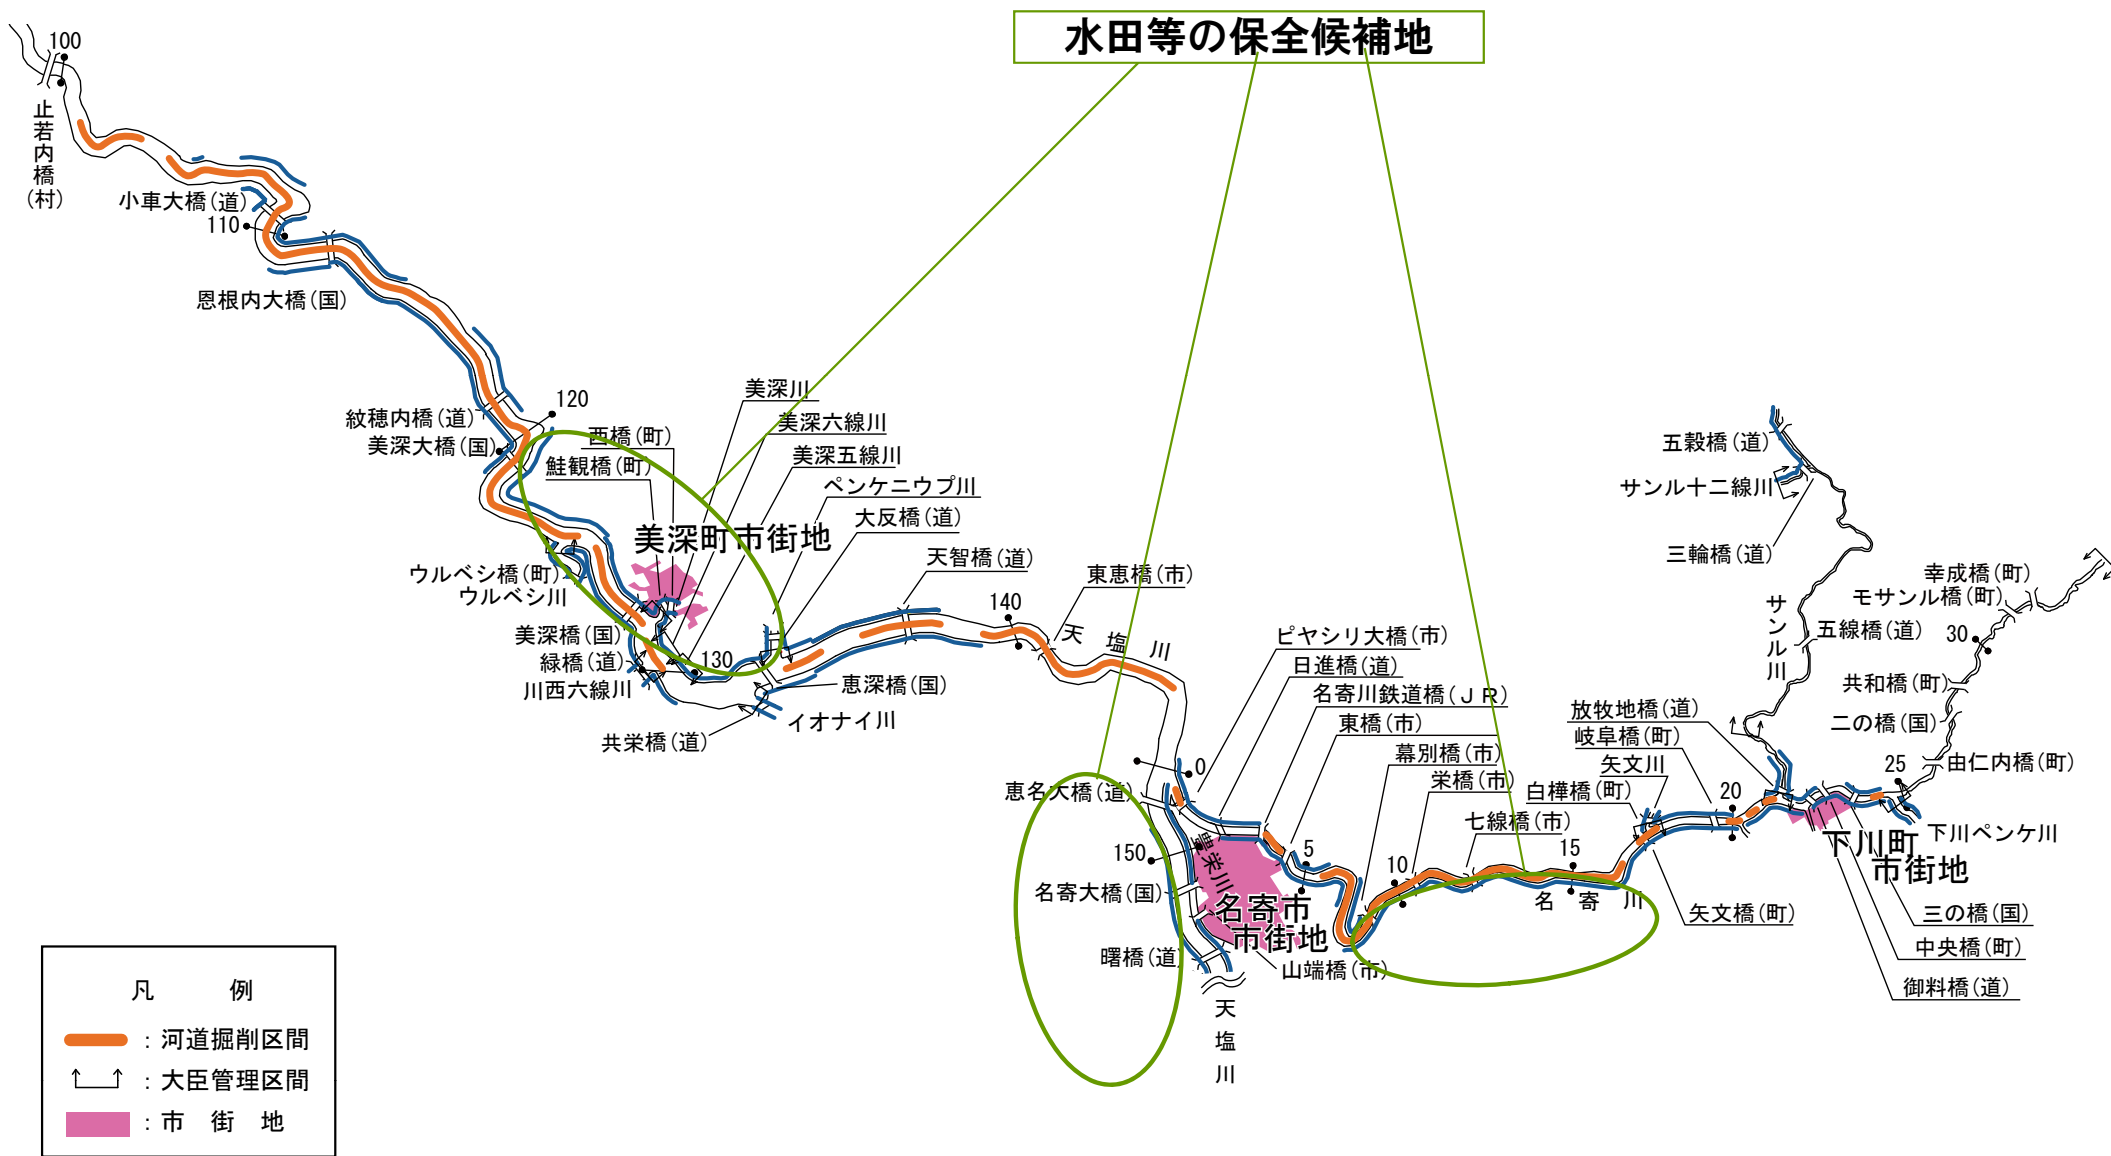 水田等の保全候補地
100
止若内橋(村)
小車大橋(道)
110
恩根内大橋(国)
紋穂内橋(道)
美深大橋(国)
120
西橋(町)
鮭観橋(町)
美深川
美深六線川
美深五線川
ペンケニウプ川
大反橋(道)
美深町市街地
天智橋(道)
ウルベシ橋(町)
ウルベシ川
美深橋(国)
緑橋(道)
川西六線川
130
恵深橋(国)
イオナイ川
共栄橋(道)
140
東恵橋(市)
天塩川
ピヤシリ大橋(市)
日進橋(道)
名寄川鉄道橋(JR)
東橋(市)
幕別橋(市)
栄橋(市)
七線橋(市)
0
恵名大橋(道)
150
豊栄川
名寄大橋(国)
曙橋(道)
名寄市
市街地
山端橋(市)
天塩川
5
10
15
名寄川
白樺橋(町)
矢文川
岐阜橋(町)
放牧地橋(道)
20
矢文橋(町)
五穀橋(道)
サンル十二線川
三輪橋(道)
サンル川
幸成橋(町)
モサンル橋(町)
五線橋(道)
30
共和橋(町)
二の橋(国)
由仁内橋(町)
25
下川ペンケ川
下川町
市街地
三の橋(国)
中央橋(町)
御料橋(道)
凡例
:河道掘削区間
:大臣管理区間
:市街地